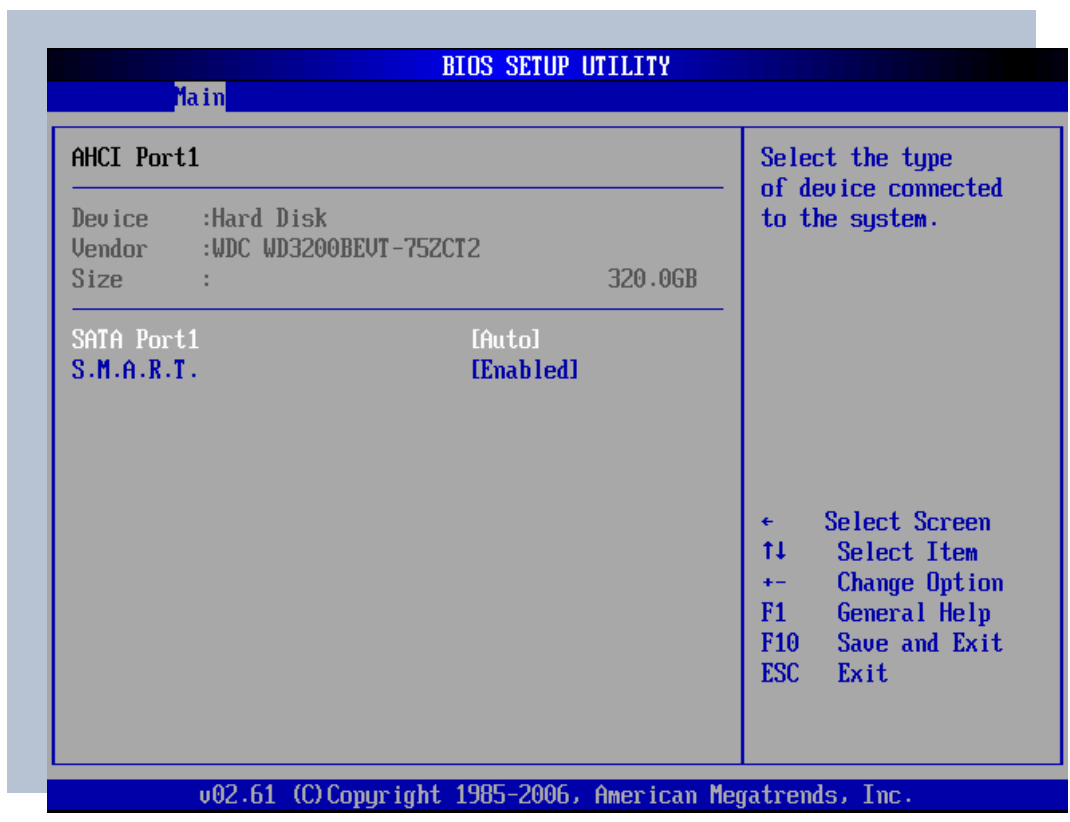 BIOS SETUP UTILITY
Main
AHCI Port1
Device :Hard Disk
Vendor :WDC WD3200BEVT-75ZCT2
Size : 320.0GB
SATA Port1 [Auto]
S.M.A.R.T. [Enabled]
Select the type
of device connected
to the system.
← Select Screen
↑↓ Select Item
+- Change Option
F1 General Help
F10 Save and Exit
ESC Exit
v02.61 (C)Copyright 1985-2006, American Megatrends, Inc.